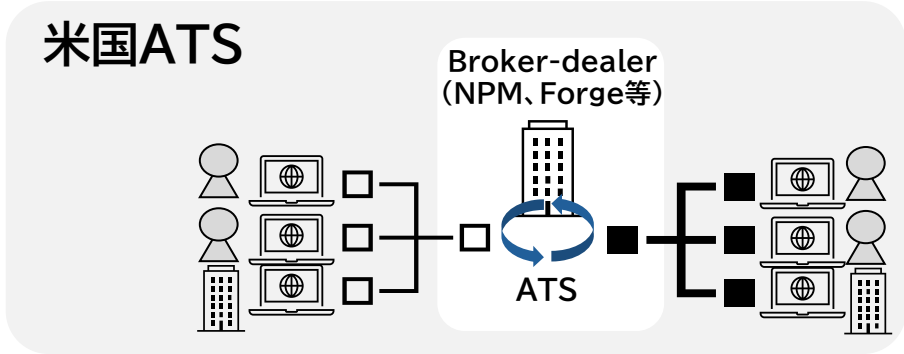 米国ATS
Broker-dealer
（NPM、Forge等）
ATS